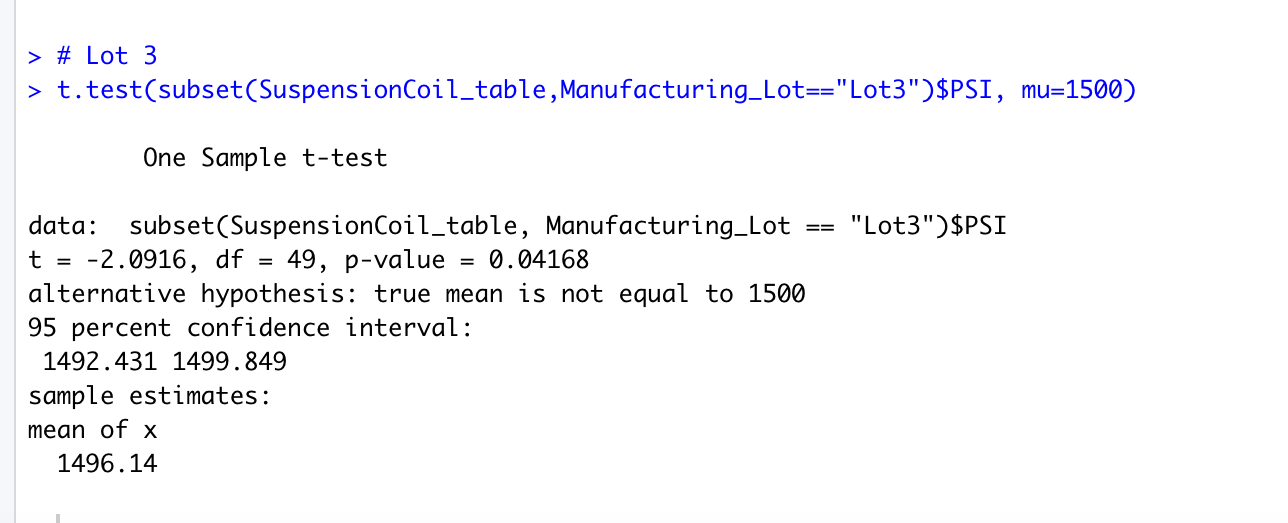 > # Lot 3
> t.test(subset(SuspensionCoil_table,Manufacturing_Lot=="Lot3")$PSI, mu=1500)
One Sample t-test
data:  subset(SuspensionCoil_table, Manufacturing_Lot == "Lot3")$PSI
t = -2.0916, df = 49, p-value = 0.04168
alternative hypothesis: true mean is not equal to 1500
95 percent confidence interval:
 1492.431 1499.849
sample estimates:
mean of x
  1496.14